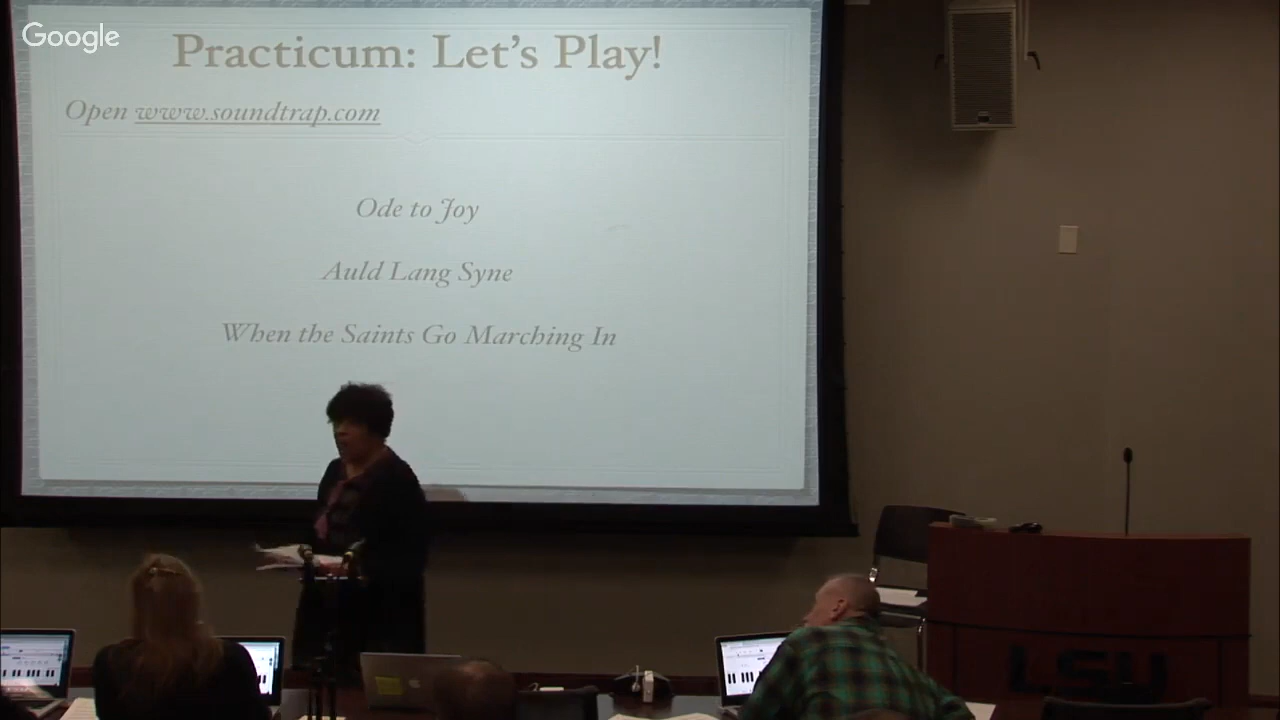 Google
Practicum: Let's Play!
Open www.soundtrap.com
Ode to Joy
Auld Lang Syne
When the Saints Go Marching In
LSU